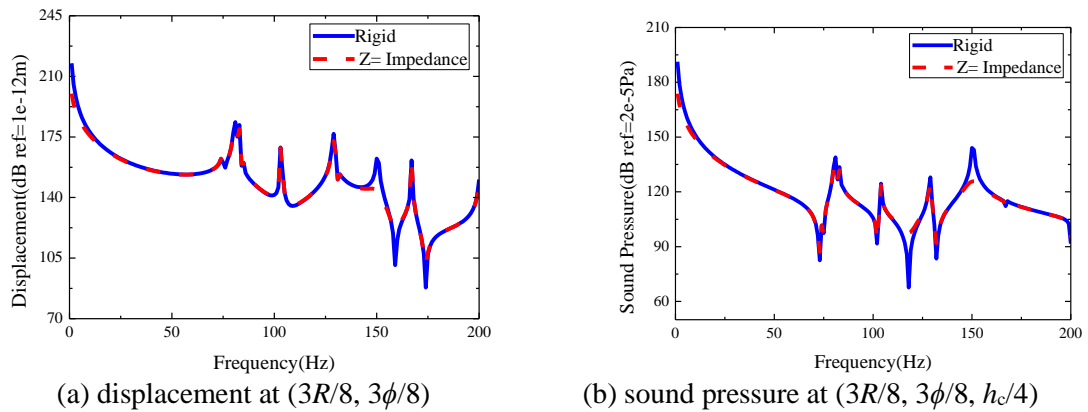 245
210
175
140
105
70
0
50
100
150
200
Displacement(dB ref=1e-12m)
Frequency(Hz)
Rigid
Z= Impedance
(a) displacement at (3R/8, 3ϕ/8)
210
180
150
120
90
60
0
50
100
150
200
Sound Pressure(dB ref=2e-5Pa)
Frequency(Hz)
Rigid
Z= Impedance
(b) sound pressure at (3R/8, 3ϕ/8, hc/4)